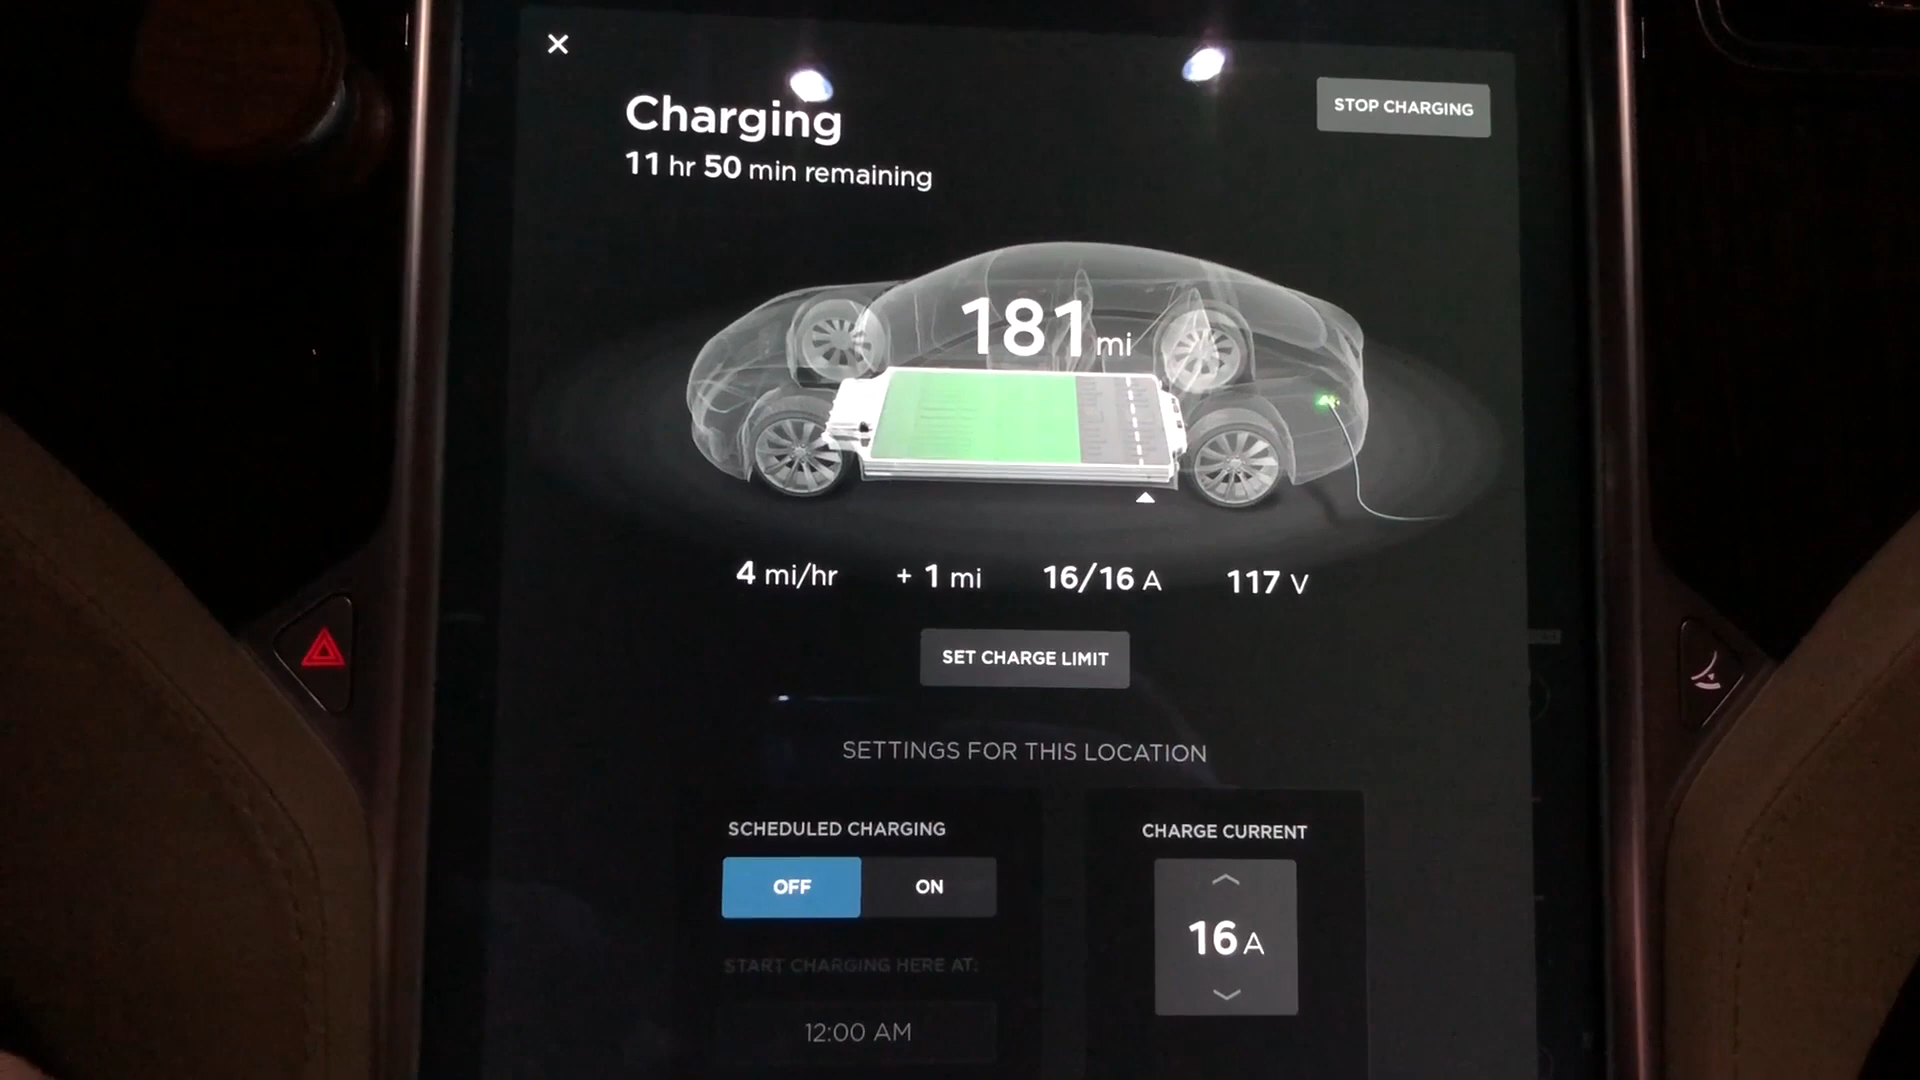 Charging
STOP CHARGING
11 hr 50 min remaining
181 mi
4 mi/hr + 1 mi 16/16 A 117 V
SET CHARGE LIMIT
SETTINGS FOR THIS LOCATION
SCHEDULED CHARGING
OFF ON
START CHARGING HERE AT:
12:00 AM
CHARGE CURRENT
16 A